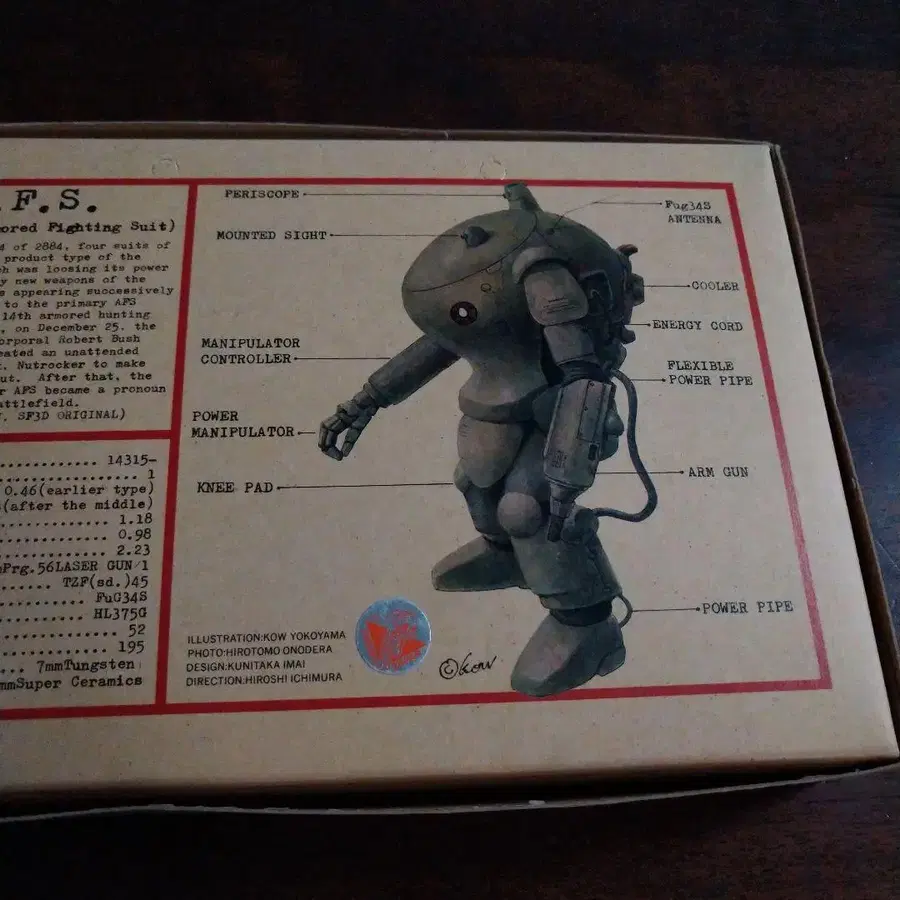 .F.S.
ored Fighting Suit)
4 of 2884, four suits of
product type of the
h was loosing its power
y new weapons of the
s appearing successively
to the primary AFS
14th armored hunting
, on December 25. the
orporal Robert Bush
eated an unattended
. Nutrocker to make
ut. After that, the
r AFS became a pronoun
attlefield.
. SF3D ORIGINAL)
14315-
1
0.46(earlier type)
(after the middle)
1.18
0.98
2.23
Prg.56LASER GUN/1
TZF(sd.)45
FuG34S
HL375G
52
195
7mmTungsten
mmSuper Ceramics
PERISCOPE
MOUNTED SIGHT
MANIPULATOR
CONTROLLER
POWER
MANIPULATOR
KNEE PAD
Fug34S
ANTENNA
COOLER
ENERGY CORD
FLEXIBLE
POWER PIPE
ARM GUN
POWER PIPE
ILLUSTRATION:KOW YOKOYAMA
PHOTO:HIROTOMO ONODERA
DESIGN:KUNITAKA IMAI
DIRECTION:HIROSHI ICHIMURA
©Kow